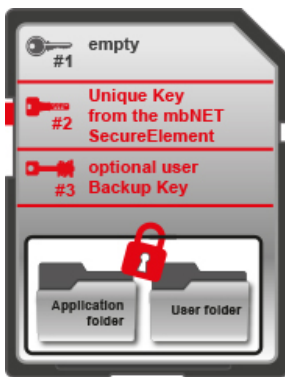 empty
#1
Unique Key
from the mbNET
#2
SecureElement
optional user
#3 Backup Key
Application
folder
User folder